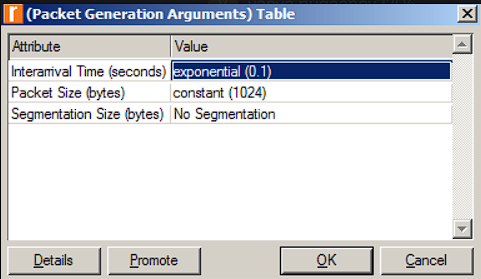 (Packet Generation Arguments) Table
Attribute Value
Interarrival Time (seconds) exponential (0.1)
Packet Size (bytes) constant (1024)
Segmentation Size (bytes) No Segmentation
Details Promote OK Cancel